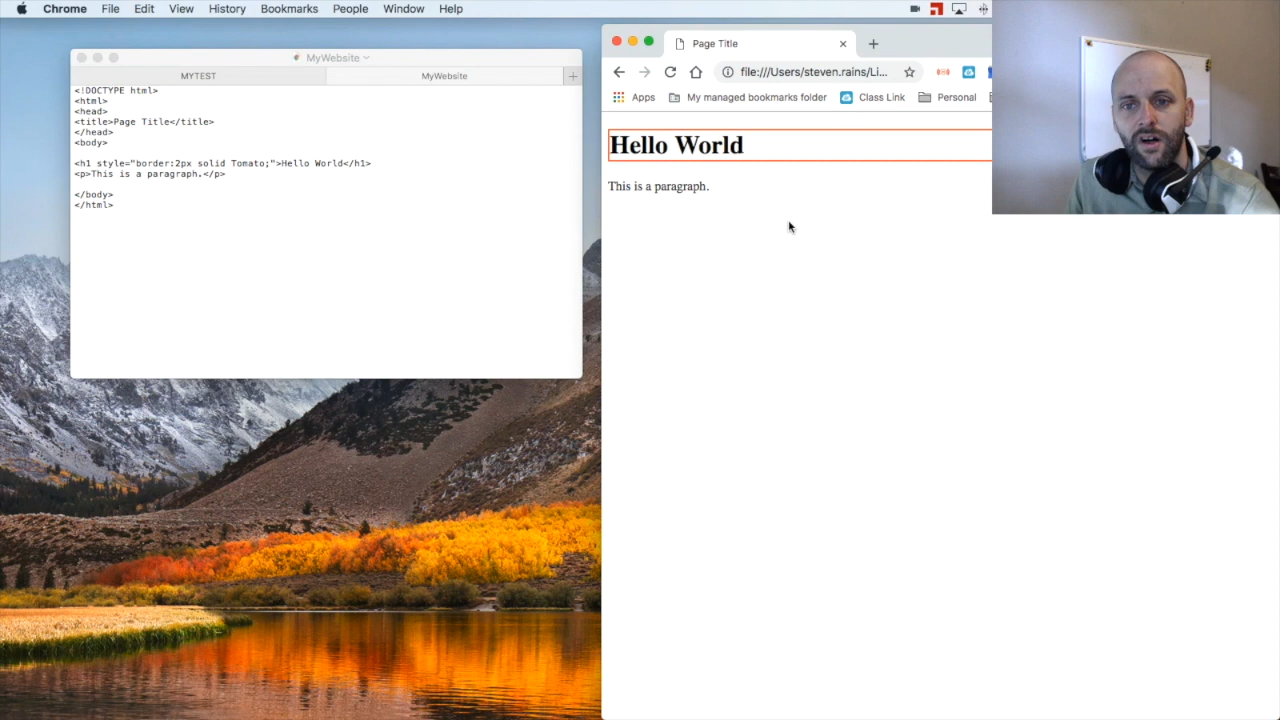 Chrome File Edit View History Bookmarks People Window Help
MyWebsite
MYTEST MyWebsite
<!DOCTYPE html>
<html>
<head>
<title>Page Title</title>
</head>
<body>
<h1 style="border:2px solid Tomato;">Hello World</h1>
<p>This is a paragraph.</p>
</body>
</html>
Page Title
file:///Users/steven.rains/Li...
Apps My managed bookmarks folder Class Link Personal
Hello World
This is a paragraph.